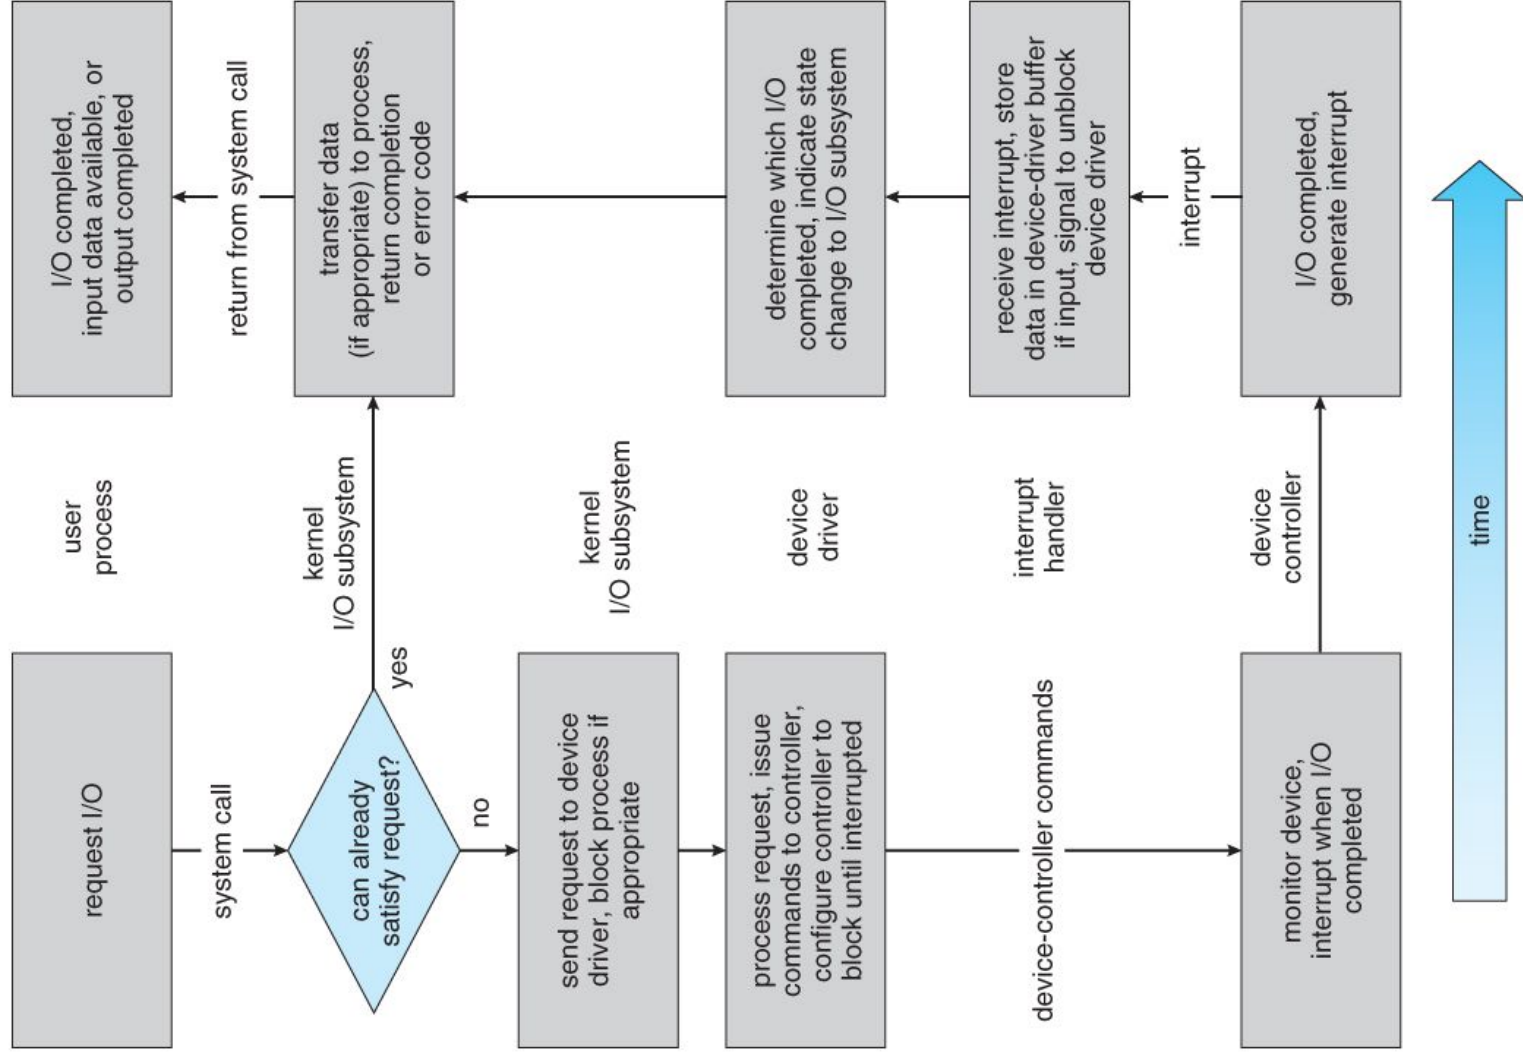 request I/O
system call
can already
satisfy request?
yes
no
send request to device
driver, block process if
appropriate
process request, issue
commands to controller,
configure controller to
block until interrupted
device-controller commands
monitor device,
interrupt when I/O
completed
user
process
kernel
I/O subsystem
kernel
I/O subsystem
device
driver
interrupt
handler
device
controller
I/O completed,
input data available, or
output completed
return from system call
transfer data
(if appropriate) to process,
return completion
or error code
determine which I/O
completed, indicate state
change to I/O subsystem
receive interrupt, store
data in device-driver buffer
if input, signal to unblock
device driver
interrupt
I/O completed,
generate interrupt
time